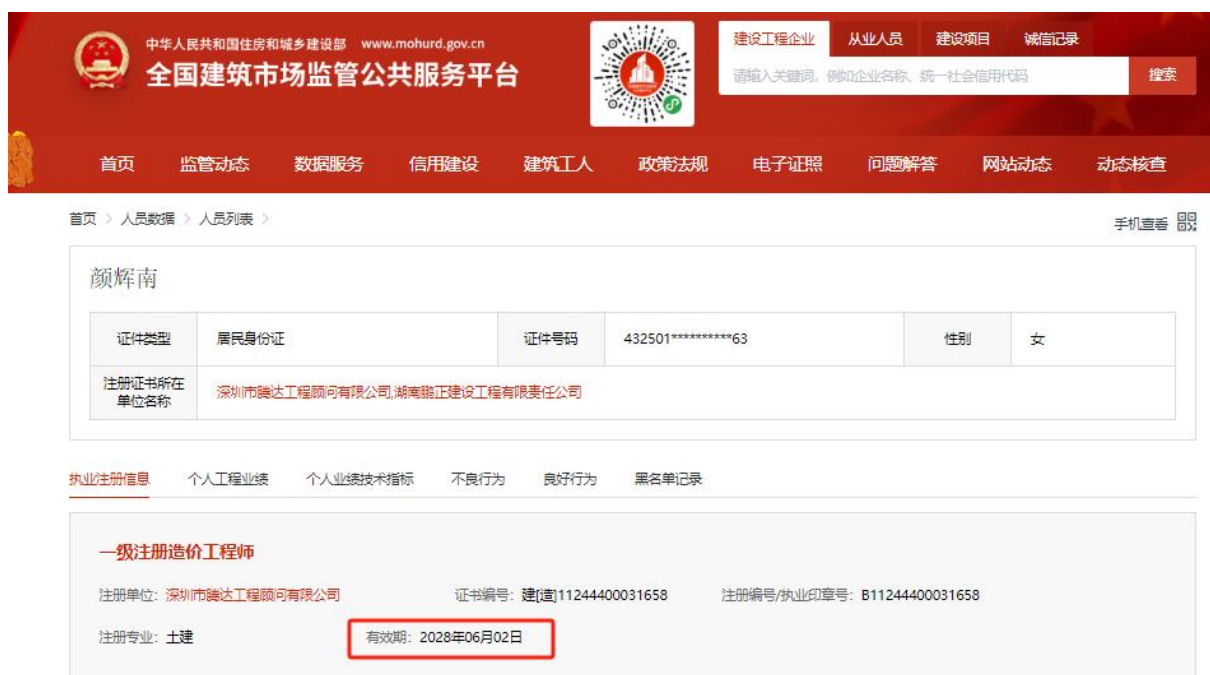 中华人民共和国住房和城乡建设部 www.mohurd.gov.cn
全国建筑市场监管公共服务平台
建设工程企业 从业人员 建设项目 诚信记录
请输入关键词，例如企业名称、统一社会信用代码 搜索
首页 监管动态 数据服务 信用建设 建筑工人 政策法规 电子证照 问题解答 网站动态 动态核查
首页 > 人员数据 > 人员列表 >
手机查看
颜辉南
证件类型 居民身份证 证件号码 432501**********63 性别 女
注册证书所在
单位名称
深圳市腾达工程顾问有限公司,湖南鹏正建设工程有限责任公司
执业注册信息 个人工程业绩 个人业绩技术指标 不良行为 良好行为 黑名单记录
一级注册造价工程师
注册单位：深圳市腾达工程顾问有限公司 证书编号：建[造]11244400031658 注册编号/执业印章号：B11244400031658
注册专业：土建 有效期：2028年06月02日